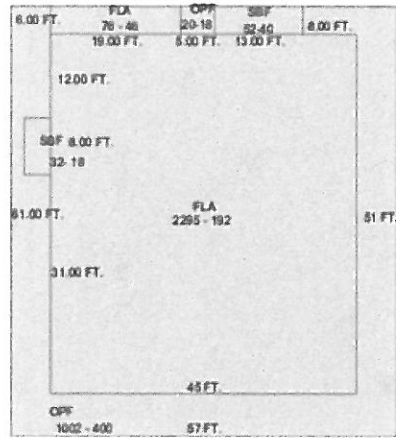 FLA
OPF
SBF
6.00 FT.
76 - 46
20-18
52-40
8.00 FT.
19.00 FT.
5.00 FT.
13.00 FT.
12.00 FT.
SBF 8.00 FT.
32- 18
FLA
2295 - 192
61.00 FT.
51 FT.
31.00 FT.
45 FT.
OPF
1002 - 400
57 FT.